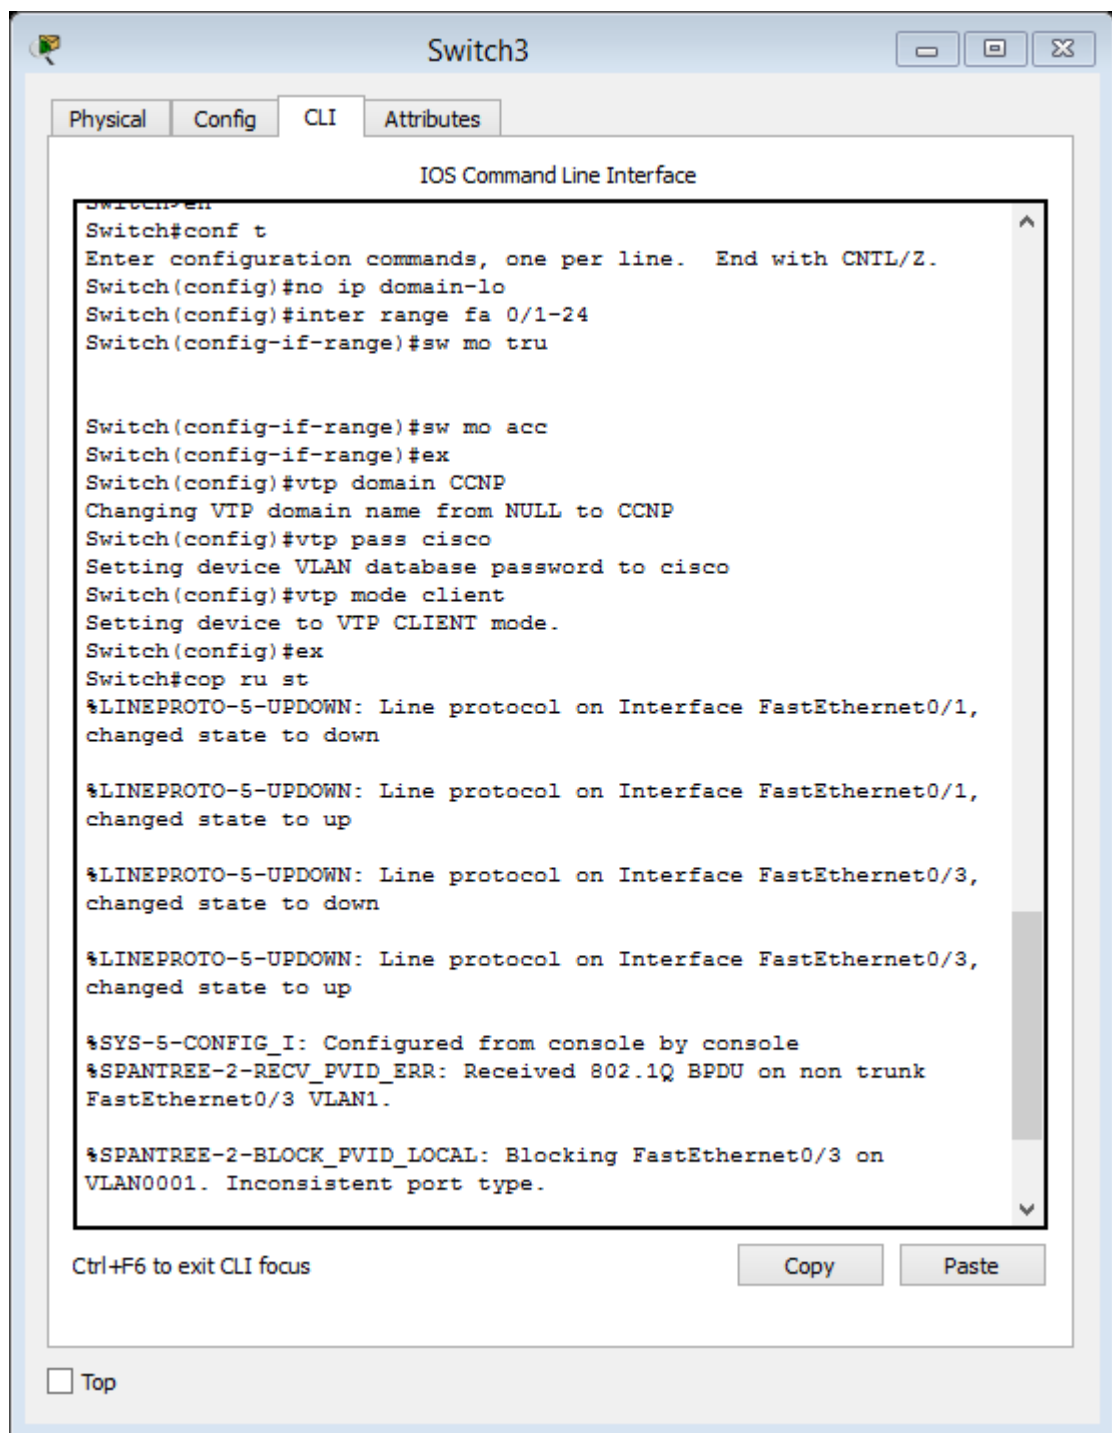 Switch3
Physical Config CLI Attributes
IOS Command Line Interface
Switch>en
Switch#conf t
Enter configuration commands, one per line.  End with CNTL/Z.
Switch(config)#no ip domain-lo
Switch(config)#inter range fa 0/1-24
Switch(config-if-range)#sw mo tru
Switch(config-if-range)#sw mo acc
Switch(config-if-range)#ex
Switch(config)#vtp domain CCNP
Changing VTP domain name from NULL to CCNP
Switch(config)#vtp pass cisco
Setting device VLAN database password to cisco
Switch(config)#vtp mode client
Setting device to VTP CLIENT mode.
Switch(config)#ex
Switch#cop ru st
%LINEPROTO-5-UPDOWN: Line protocol on Interface FastEthernet0/1,
changed state to down
%LINEPROTO-5-UPDOWN: Line protocol on Interface FastEthernet0/1,
changed state to up
%LINEPROTO-5-UPDOWN: Line protocol on Interface FastEthernet0/3,
changed state to down
%LINEPROTO-5-UPDOWN: Line protocol on Interface FastEthernet0/3,
changed state to up
%SYS-5-CONFIG_I: Configured from console by console
%SPANTREE-2-RECV_PVID_ERR: Received 802.1Q BPDU on non trunk
FastEthernet0/3 VLAN1.
%SPANTREE-2-BLOCK_PVID_LOCAL: Blocking FastEthernet0/3 on
VLAN0001. Inconsistent port type.
Ctrl+F6 to exit CLI focus Copy Paste
Top